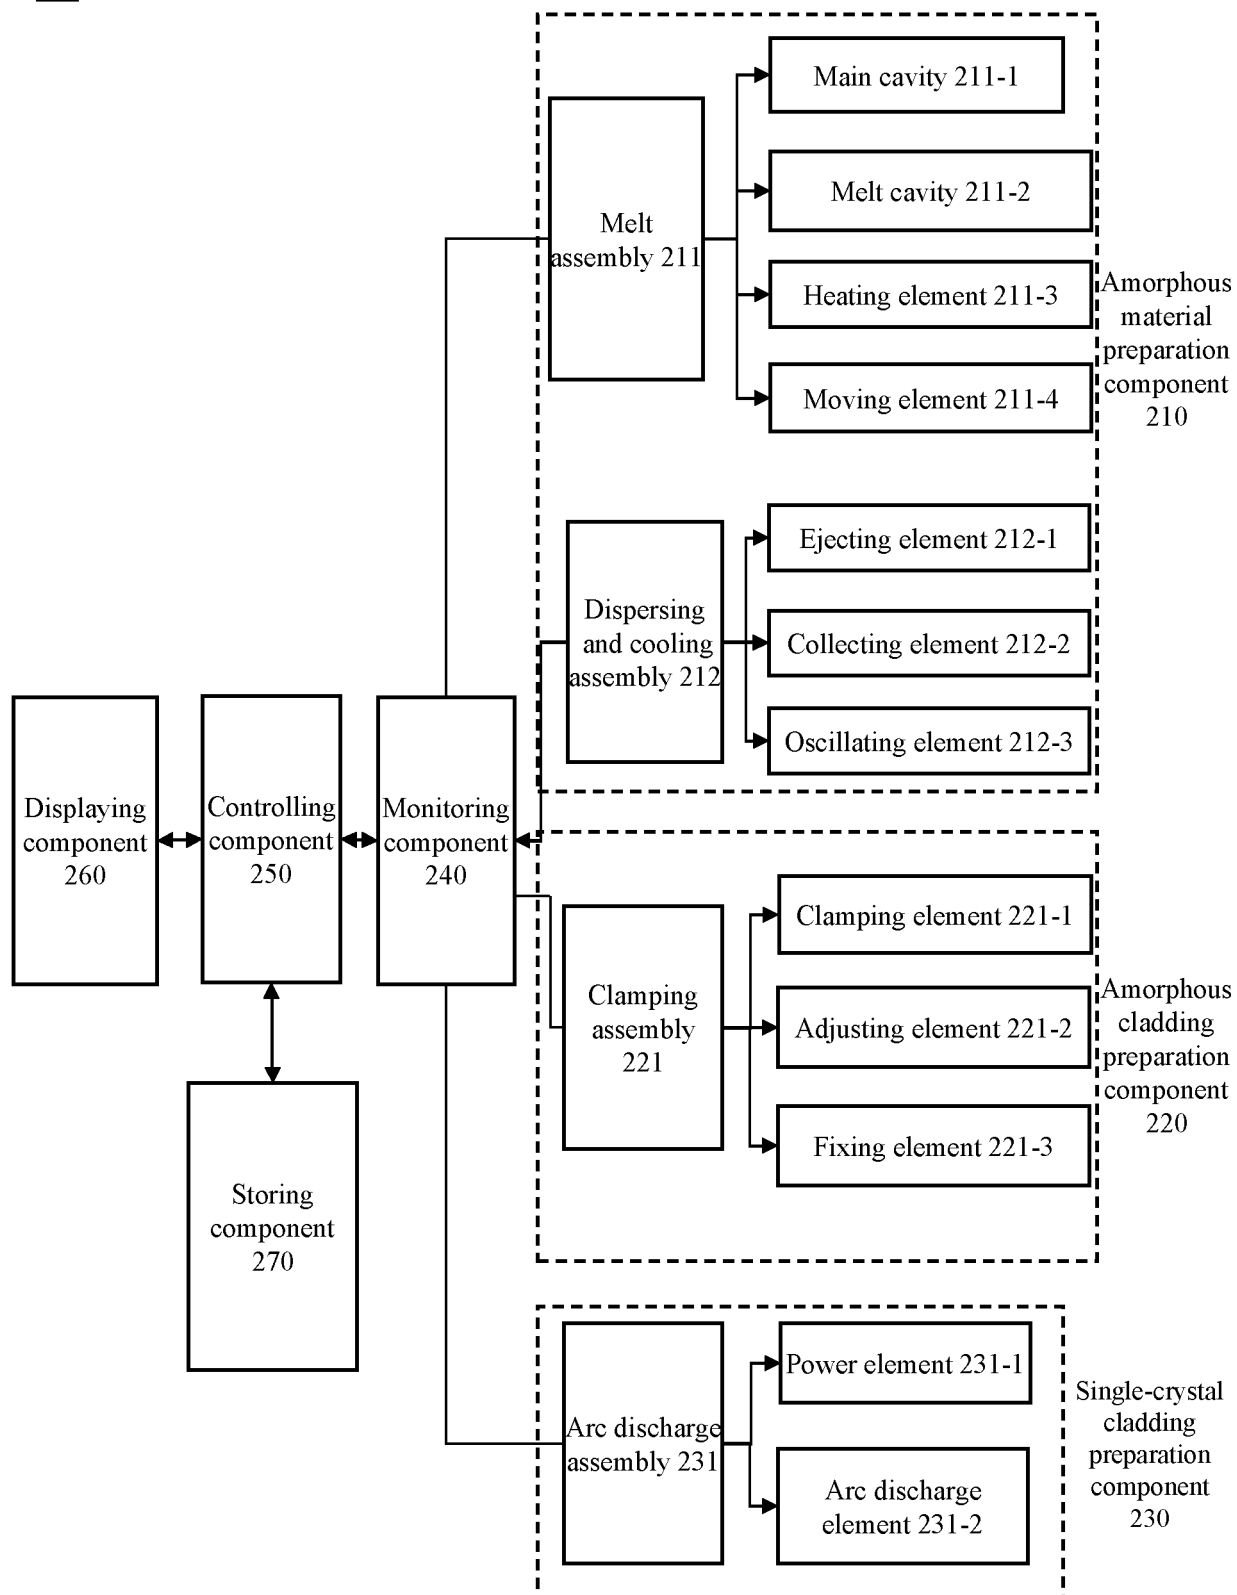 Main cavity 211-1
Melt
assembly 211
Melt cavity 211-2
Heating element 211-3
Moving element 211-4
Amorphous
material
preparation
component
210
Dispersing
and cooling
assembly 212
Ejecting element 212-1
Collecting element 212-2
Oscillating element 212-3
Displaying
component
260
Controlling
component
250
Monitoring
component
240
Storing
component
270
Clamping
assembly
221
Clamping element 221-1
Adjusting element 221-2
Fixing element 221-3
Amorphous
cladding
preparation
component
220
Arc discharge
assembly 231
Power element 231-1
Arc discharge
element 231-2
Single-crystal
cladding
preparation
component
230